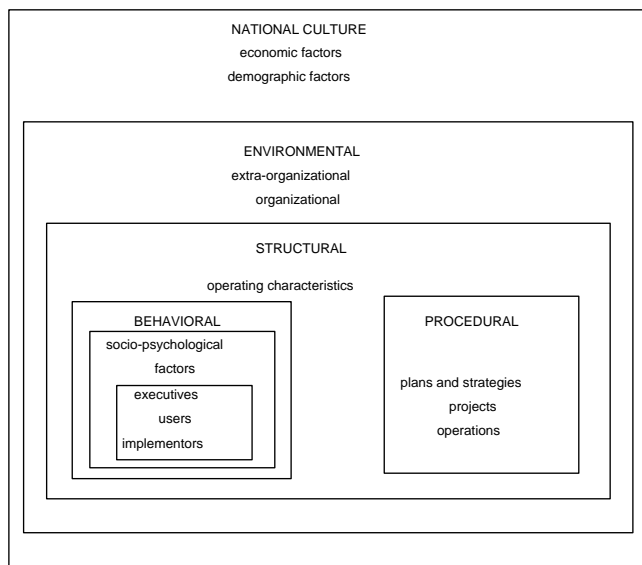 NATIONAL CULTURE
economic factors
demographic factors
ENVIRONMENTAL
extra-organizational
organizational
STRUCTURAL
operating characteristics
BEHAVIORAL
socio-psychological
factors
executives
users
implementors
PROCEDURAL
plans and strategies
projects
operations